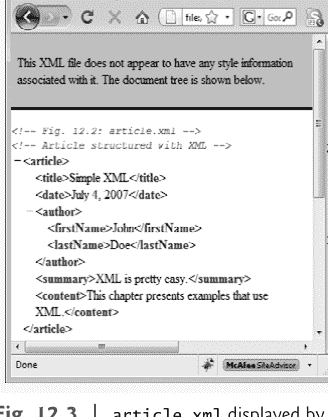 file:
G
Goo
This XML file does not appear to have any style information
associated with it. The document tree is shown below.
<!-- Fig. 12.2: article.xml -->
<!-- Article structured with XML -->
−<article>
<title>Simple XML</title>
<date>July 4, 2007</date>
−<author>
<firstName>John</firstName>
<lastName>Doe</lastName>
</author>
<summary>XML is pretty easy.</summary>
<content>This chapter presents examples that use
XML.</content>
</article>
Done
McAfee SiteAdvisor
Fig. 12.3 | article.xml displayed by